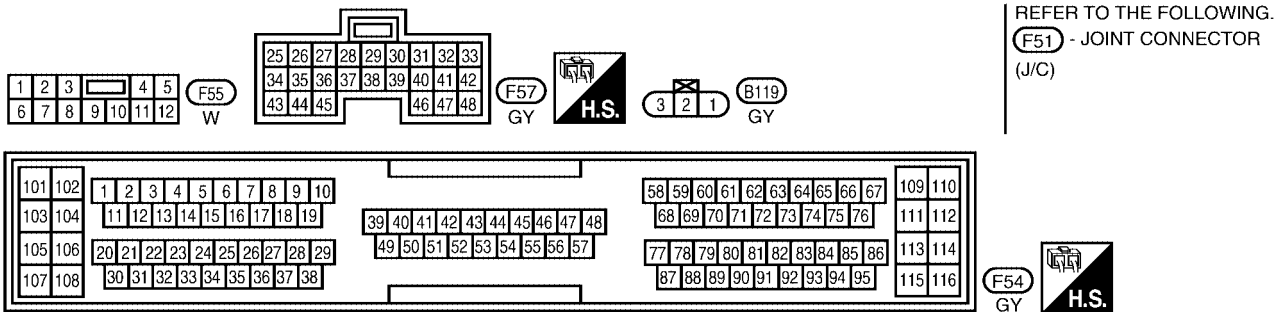 REFER TO THE FOLLOWING.
F51 - JOINT CONNECTOR
(J/C)
1 2 3 4 5
6 7 8 9 10 11 12
F55
W
25 26 27 28 29 30 31 32 33
34 35 36 37 38 39 40 41 42
43 44 45 46 47 48
F57
GY
H.S.
3 2 1
B119
GY
101 102
103 104
105 106
107 108
1 2 3 4 5 6 7 8 9 10
11 12 13 14 15 16 17 18 19
20 21 22 23 24 25 26 27 28 29
30 31 32 33 34 35 36 37 38
39 40 41 42 43 44 45 46 47 48
49 50 51 52 53 54 55 56 57
58 59 60 61 62 63 64 65 66 67
68 69 70 71 72 73 74 75 76
77 78 79 80 81 82 83 84 85 86
87 88 89 90 91 92 93 94 95
109 110
111 112
113 114
115 116
F54
GY
H.S.